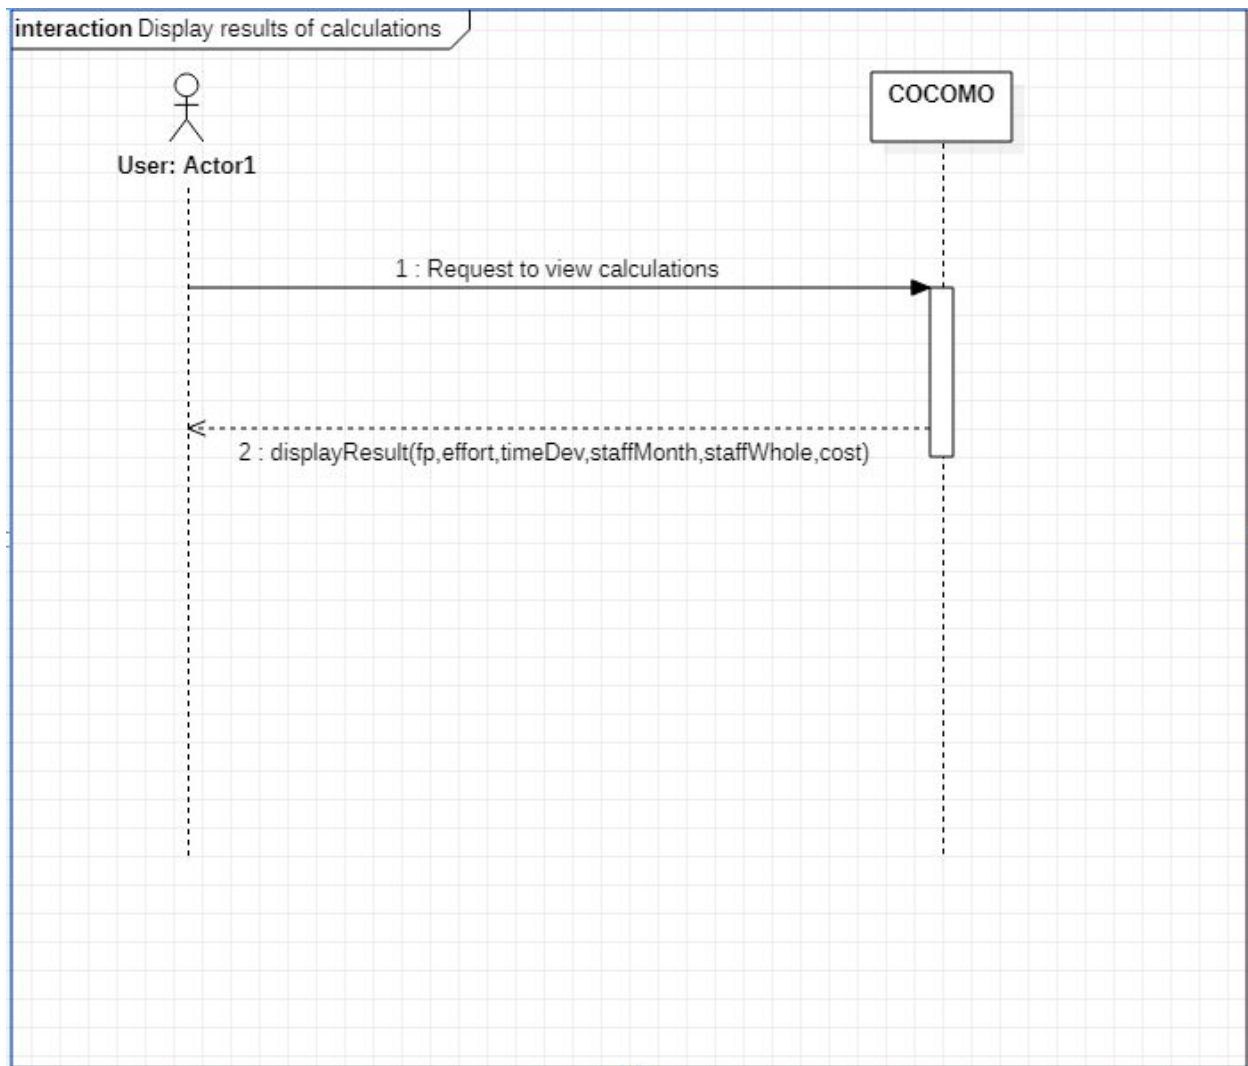 interaction Display results of calculations
COCOMO
User: Actor1
1 : Request to view calculations
2 : displayResult(fp,effort,timeDev,staffMonth,staffWhole,cost)